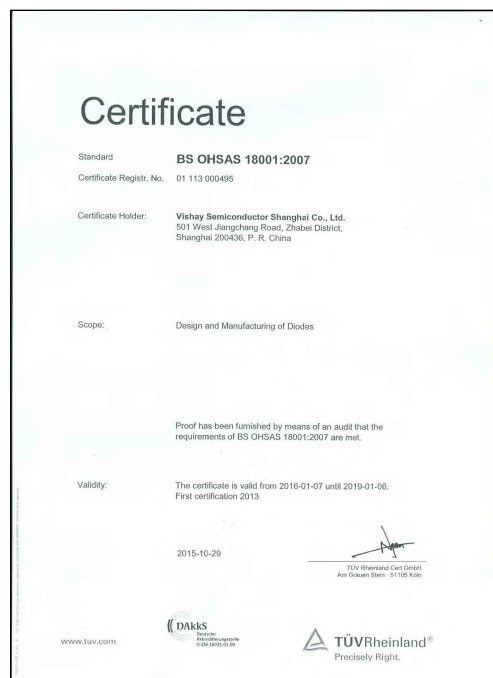 Certificate
Standard BS OHSAS 18001:2007
Certificate Registr. No. 01 113 000495
Certificate Holder: Vishay Semiconductor Shanghai Co., Ltd.
501 West Jiangchang Road, Zhabei District,
Shanghai 200436, P. R. China
Scope: Design and Manufacturing of Diodes
Proof has been furnished by means of an audit that the
requirements of BS OHSAS 18001:2007 are met.
Validity: The certificate is valid from 2016-01-07 until 2019-01-06.
First certification 2013
2015-10-29
TÜV Rheinland Cert GmbH
Am Grauen Stein · 51105 Köln
www.tuv.com
DAkkS
Deutsche
Akkreditierungsstelle
D-ZM-16031-01-00
TÜVRheinland®
Precisely Right.